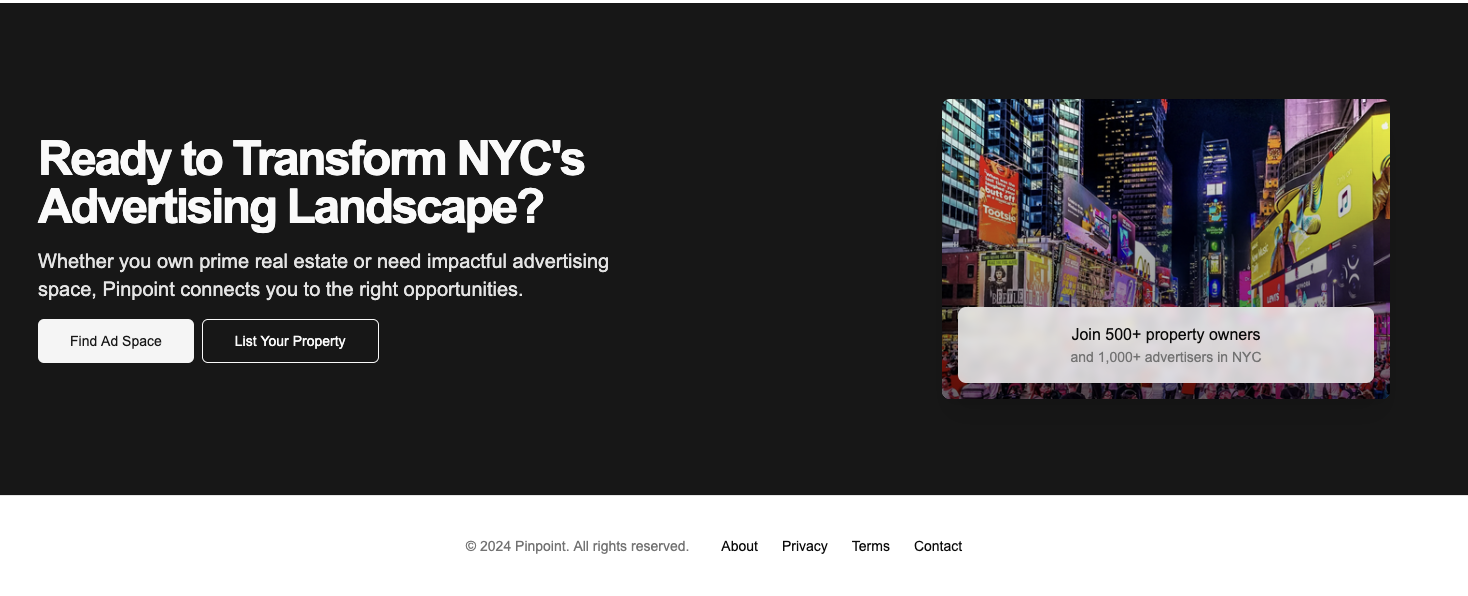 Ready to Transform NYC's
Advertising Landscape?
Whether you own prime real estate or need impactful advertising
space, Pinpoint connects you to the right opportunities.
Find Ad Space
List Your Property
butt off
Tootsie
Join 500+ property owners
and 1,000+ advertisers in NYC
© 2024 Pinpoint. All rights reserved.
About
Privacy
Terms
Contact